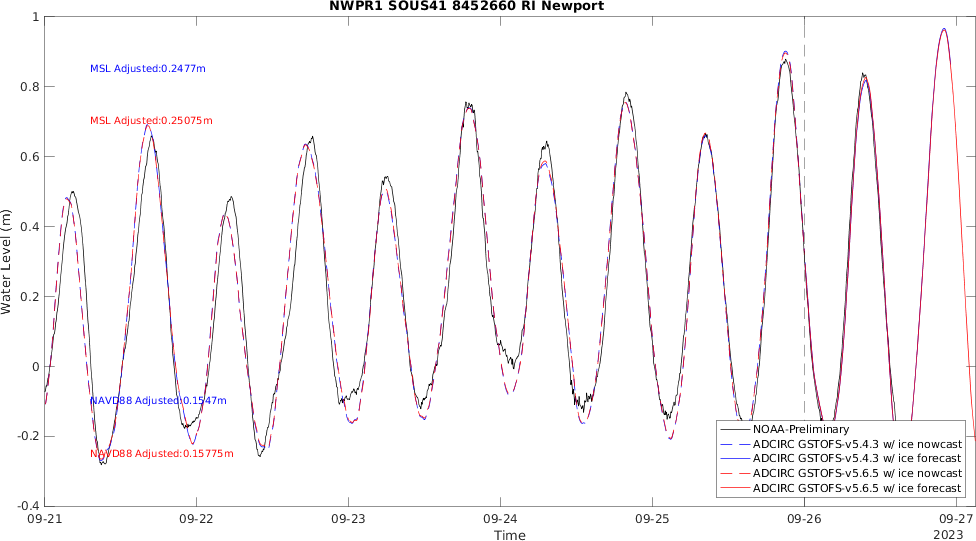 NWPR1 SOUS41 8452660 RI Newport
1
0.8
0.6
0.4
0.2
0
-0.2
-0.4
Water Level (m)
MSL Adjusted:0.2477m
MSL Adjusted:0.25075m
NAVD88 Adjusted:0.1547m
NAVD88 Adjusted:0.15775m
NOAA-Preliminary
ADCIRC GSTOFS-v5.4.3 w/ ice nowcast
ADCIRC GSTOFS-v5.4.3 w/ ice forecast
ADCIRC GSTOFS-v5.6.5 w/ ice nowcast
ADCIRC GSTOFS-v5.6.5 w/ ice forecast
09-21 09-22 09-23 09-24 09-25 09-26 09-27
Time
2023